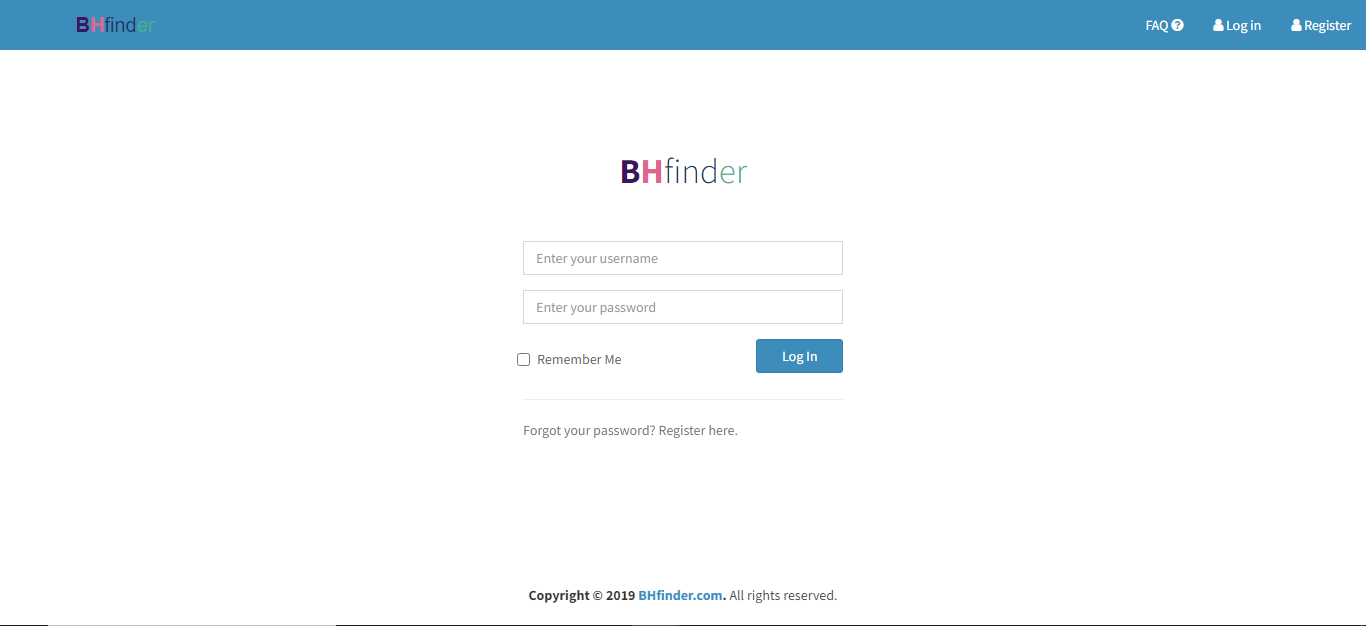 BHfinder
FAQ Log in Register
BHfinder
Enter your username
Enter your password
Remember Me Log In
Forgot your password? Register here.
Copyright © 2019 BHfinder.com. All rights reserved.